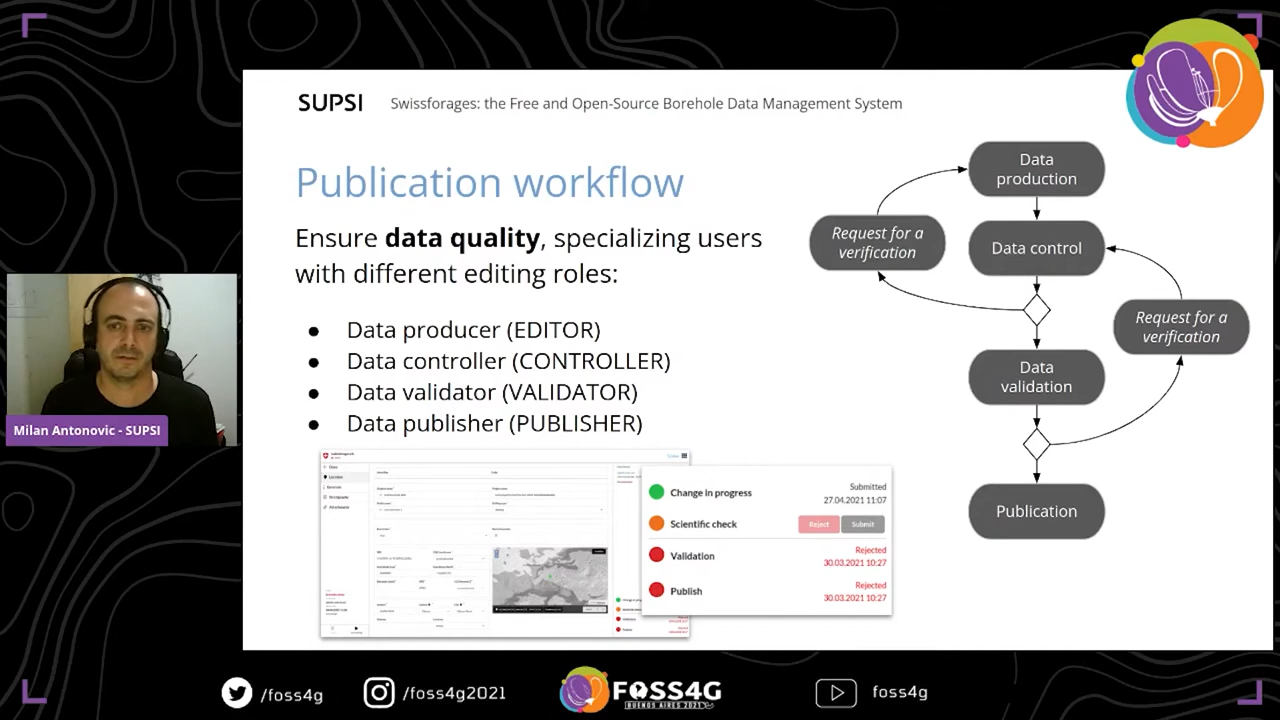 SUPSI
Swissforages: the Free and Open-Source Borehole Data Management System
Publication workflow
Ensure data quality, specializing users
with different editing roles:
● Data producer (EDITOR)
● Data controller (CONTROLLER)
● Data validator (VALIDATOR)
● Data publisher (PUBLISHER)
Data
production
Request for a
verification
Data control
Request for a
verification
Data
validation
Publication
Change in progress
Submitted
27.04.2021 11:07
Scientific check
Reject
Submit
Validation
Rejected
30.03.2021 10:27
Publish
Rejected
30.03.2021 10:27
Milan Antonovic - SUPSI
/foss4g
/foss4g2021
FOSS4G
BUENOS AIRES 2021
foss4g